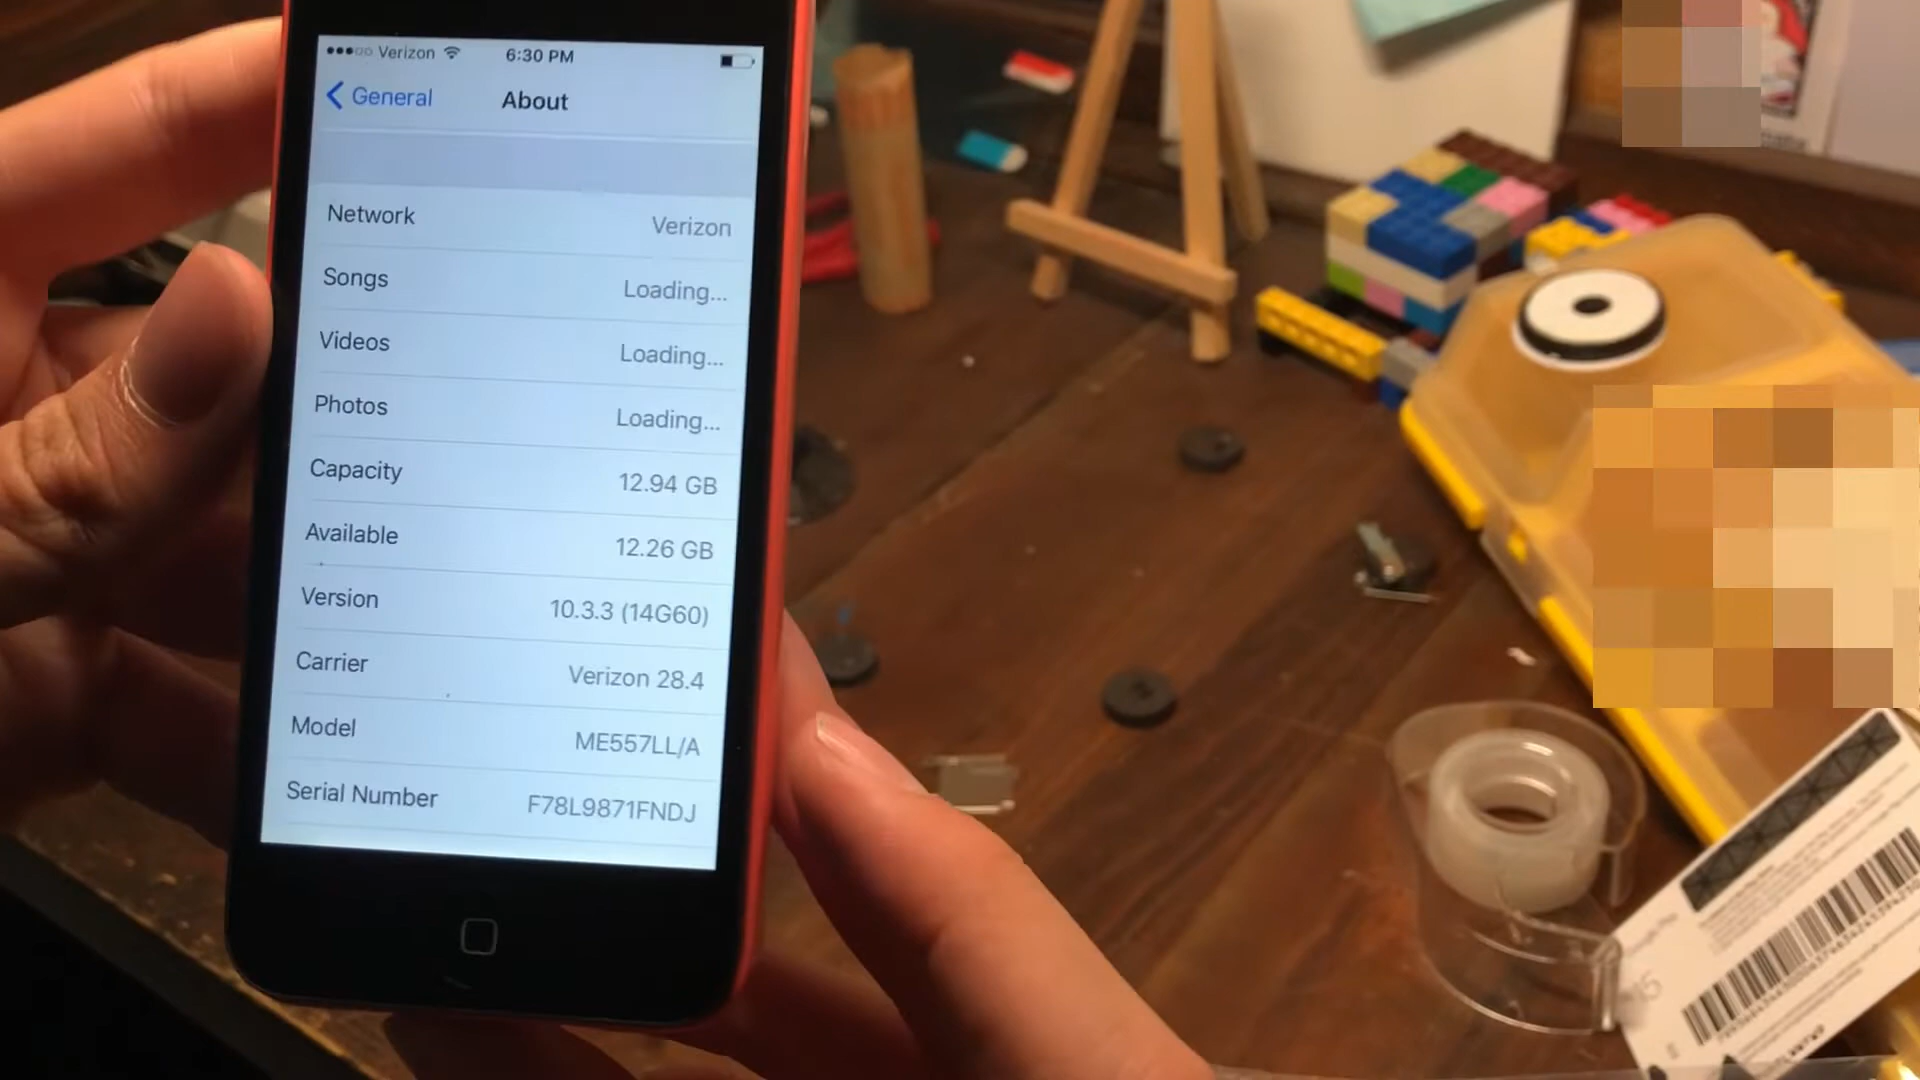 Verizon 6:30 PM
General About
Network Verizon
Songs Loading...
Videos Loading...
Photos Loading...
Capacity 12.94 GB
Available 12.26 GB
Version 10.3.3 (14G60)
Carrier Verizon 28.4
Model ME557LL/A
Serial Number F78L9871FNDJ